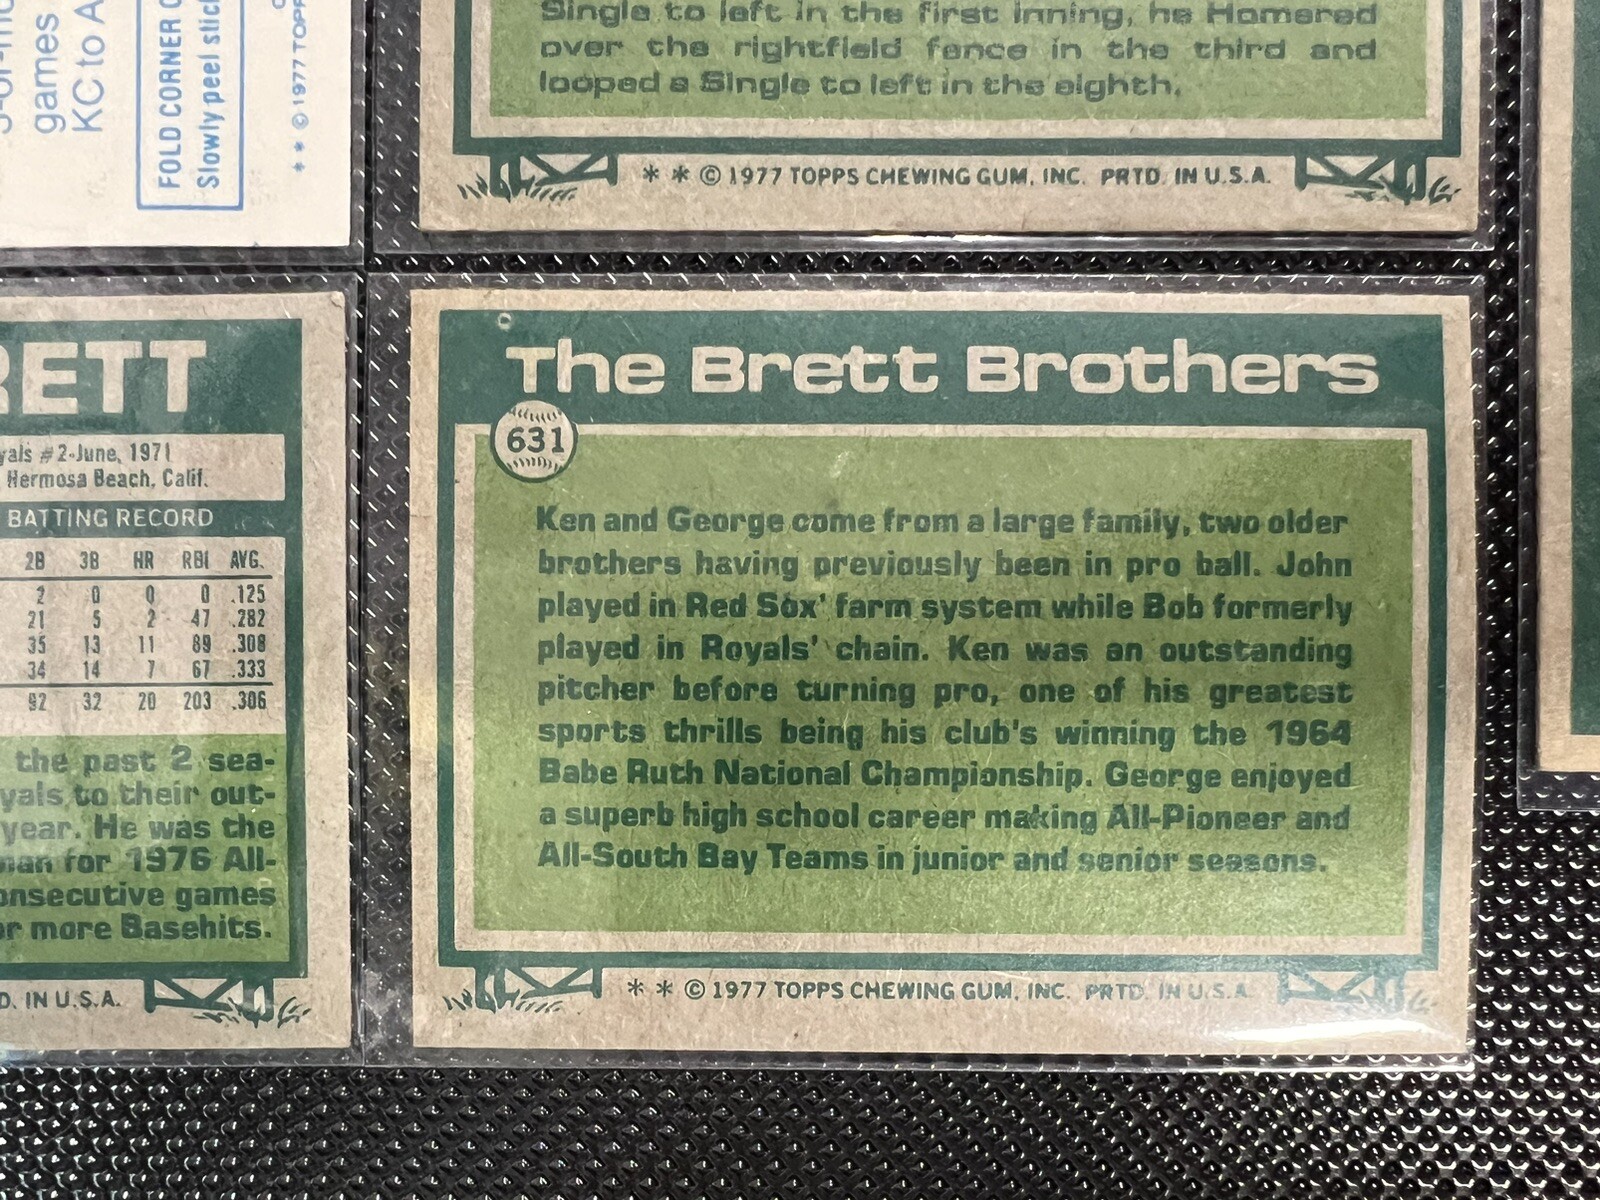 games
KC to A
FOLD CORNER
Slowly peel
* * © 1977
Single to left in the first inning, he Homered
over the rightfield fence in the third and
looped a Single to left in the eighth.
* * © 1977 TOPPS CHEWING GUM, INC. PRTD. IN U.S.A.
RETT
yals #2-June, 1971
Hermosa Beach, Calif.
BATTING RECORD
2B 3B HR RBI AVG.
2 0 0 0 .125
21 5 2 47 .282
35 13 11 89 .308
34 14 7 67 .333
92 32 20 203 .306
the past 2 sea-
yals to their out-
year. He was the
man for 1976 All-
onsecutive games
or more Basehits.
D. IN U.S.A.
The Brett Brothers
631
Ken and George come from a large family, two older
brothers having previously been in pro ball. John
played in Red Sox' farm system while Bob formerly
played in Royals' chain. Ken was an outstanding
pitcher before turning pro, one of his greatest
sports thrills being his club's winning the 1964
Babe Ruth National Championship. George enjoyed
a superb high school career making All-Pioneer and
All-South Bay Teams in junior and senior seasons.
* * © 1977 TOPPS CHEWING GUM, INC. PRTD. IN U.S.A.